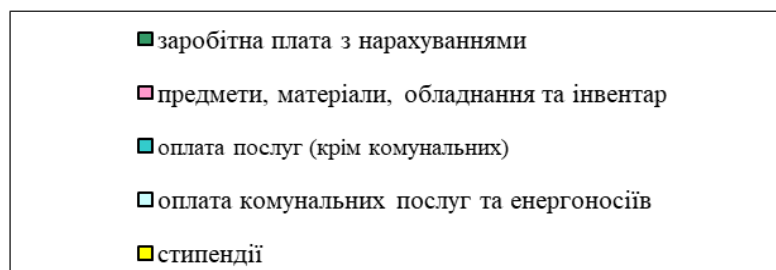 заробітна плата з нарахуваннями
предмети, матеріали, обладнання та інвентар
оплата послуг (крім комунальних)
оплата комунальних послуг та енергоносіїв
стипендії